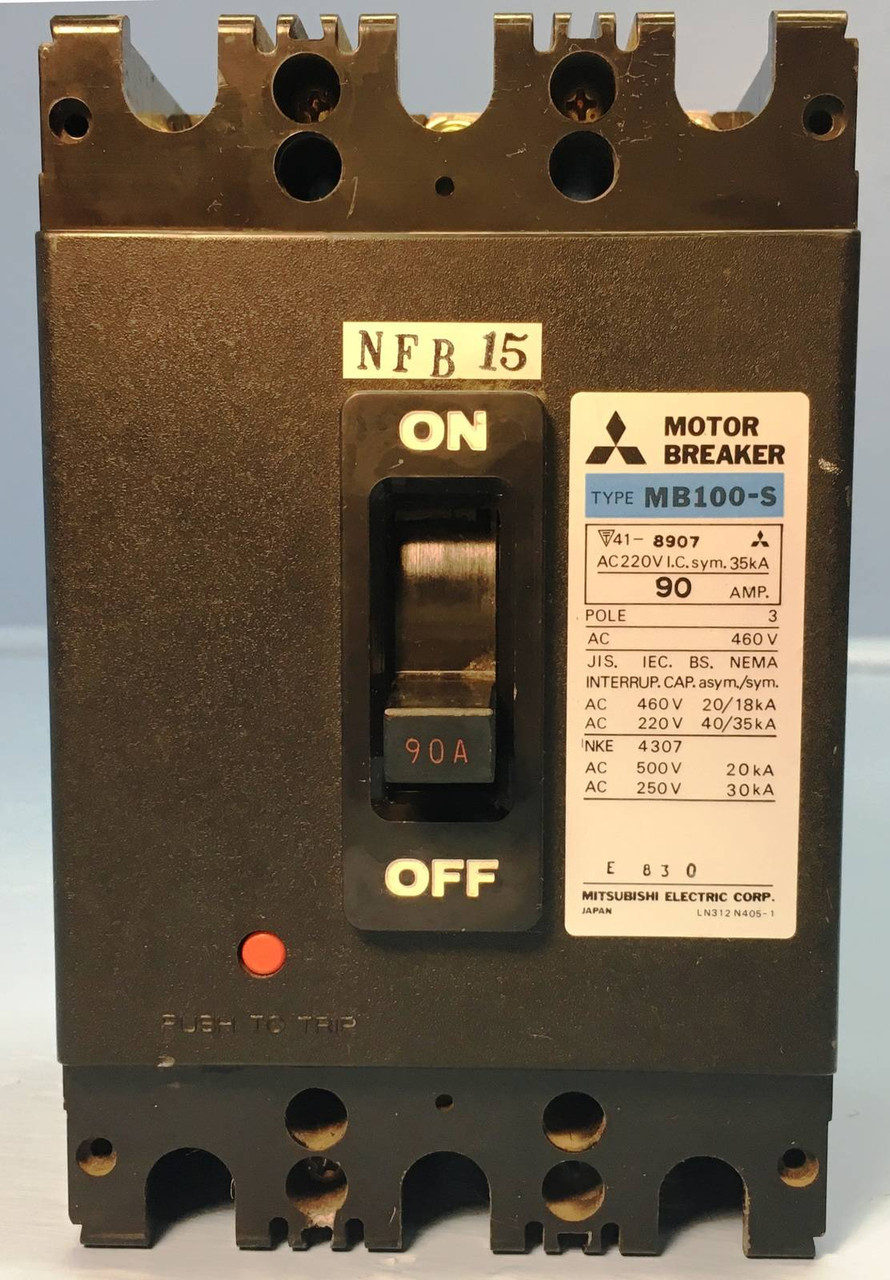 NFB 15
ON
90A
OFF
PUSH TO TRIP
MOTOR
BREAKER
TYPE MB100-S
41- 8907
AC220V I.C. sym. 35kA
90 AMP.
POLE 3
AC 460V
JIS. IEC. BS. NEMA
INTERRUP. CAP. asym./sym.
AC 460V 20/18kA
AC 220V 40/35kA
NKE 4307
AC 500V 20kA
AC 250V 30kA
E 830
MITSUBISHI ELECTRIC CORP.
JAPAN LN312 N405-1